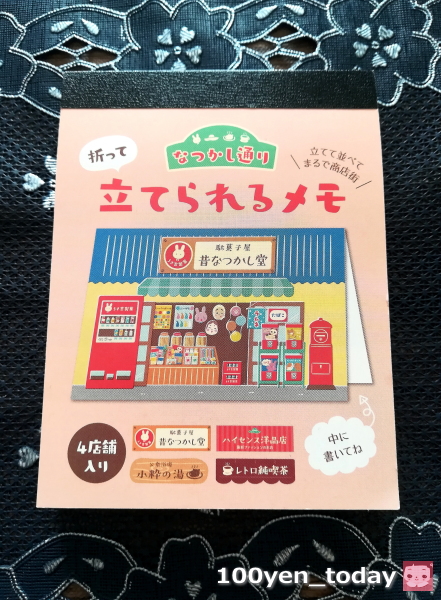 なつかし通り
折って
立てて並べて
まるで商店街
立てられるメモ
駄菓子屋
昔なつかし堂
たばこ
4店舗
入り
駄菓子屋
昔なつかし堂
ハイセンス洋品店
小粋の湯
レトロ純喫茶
中に
書いてね
100yen_today